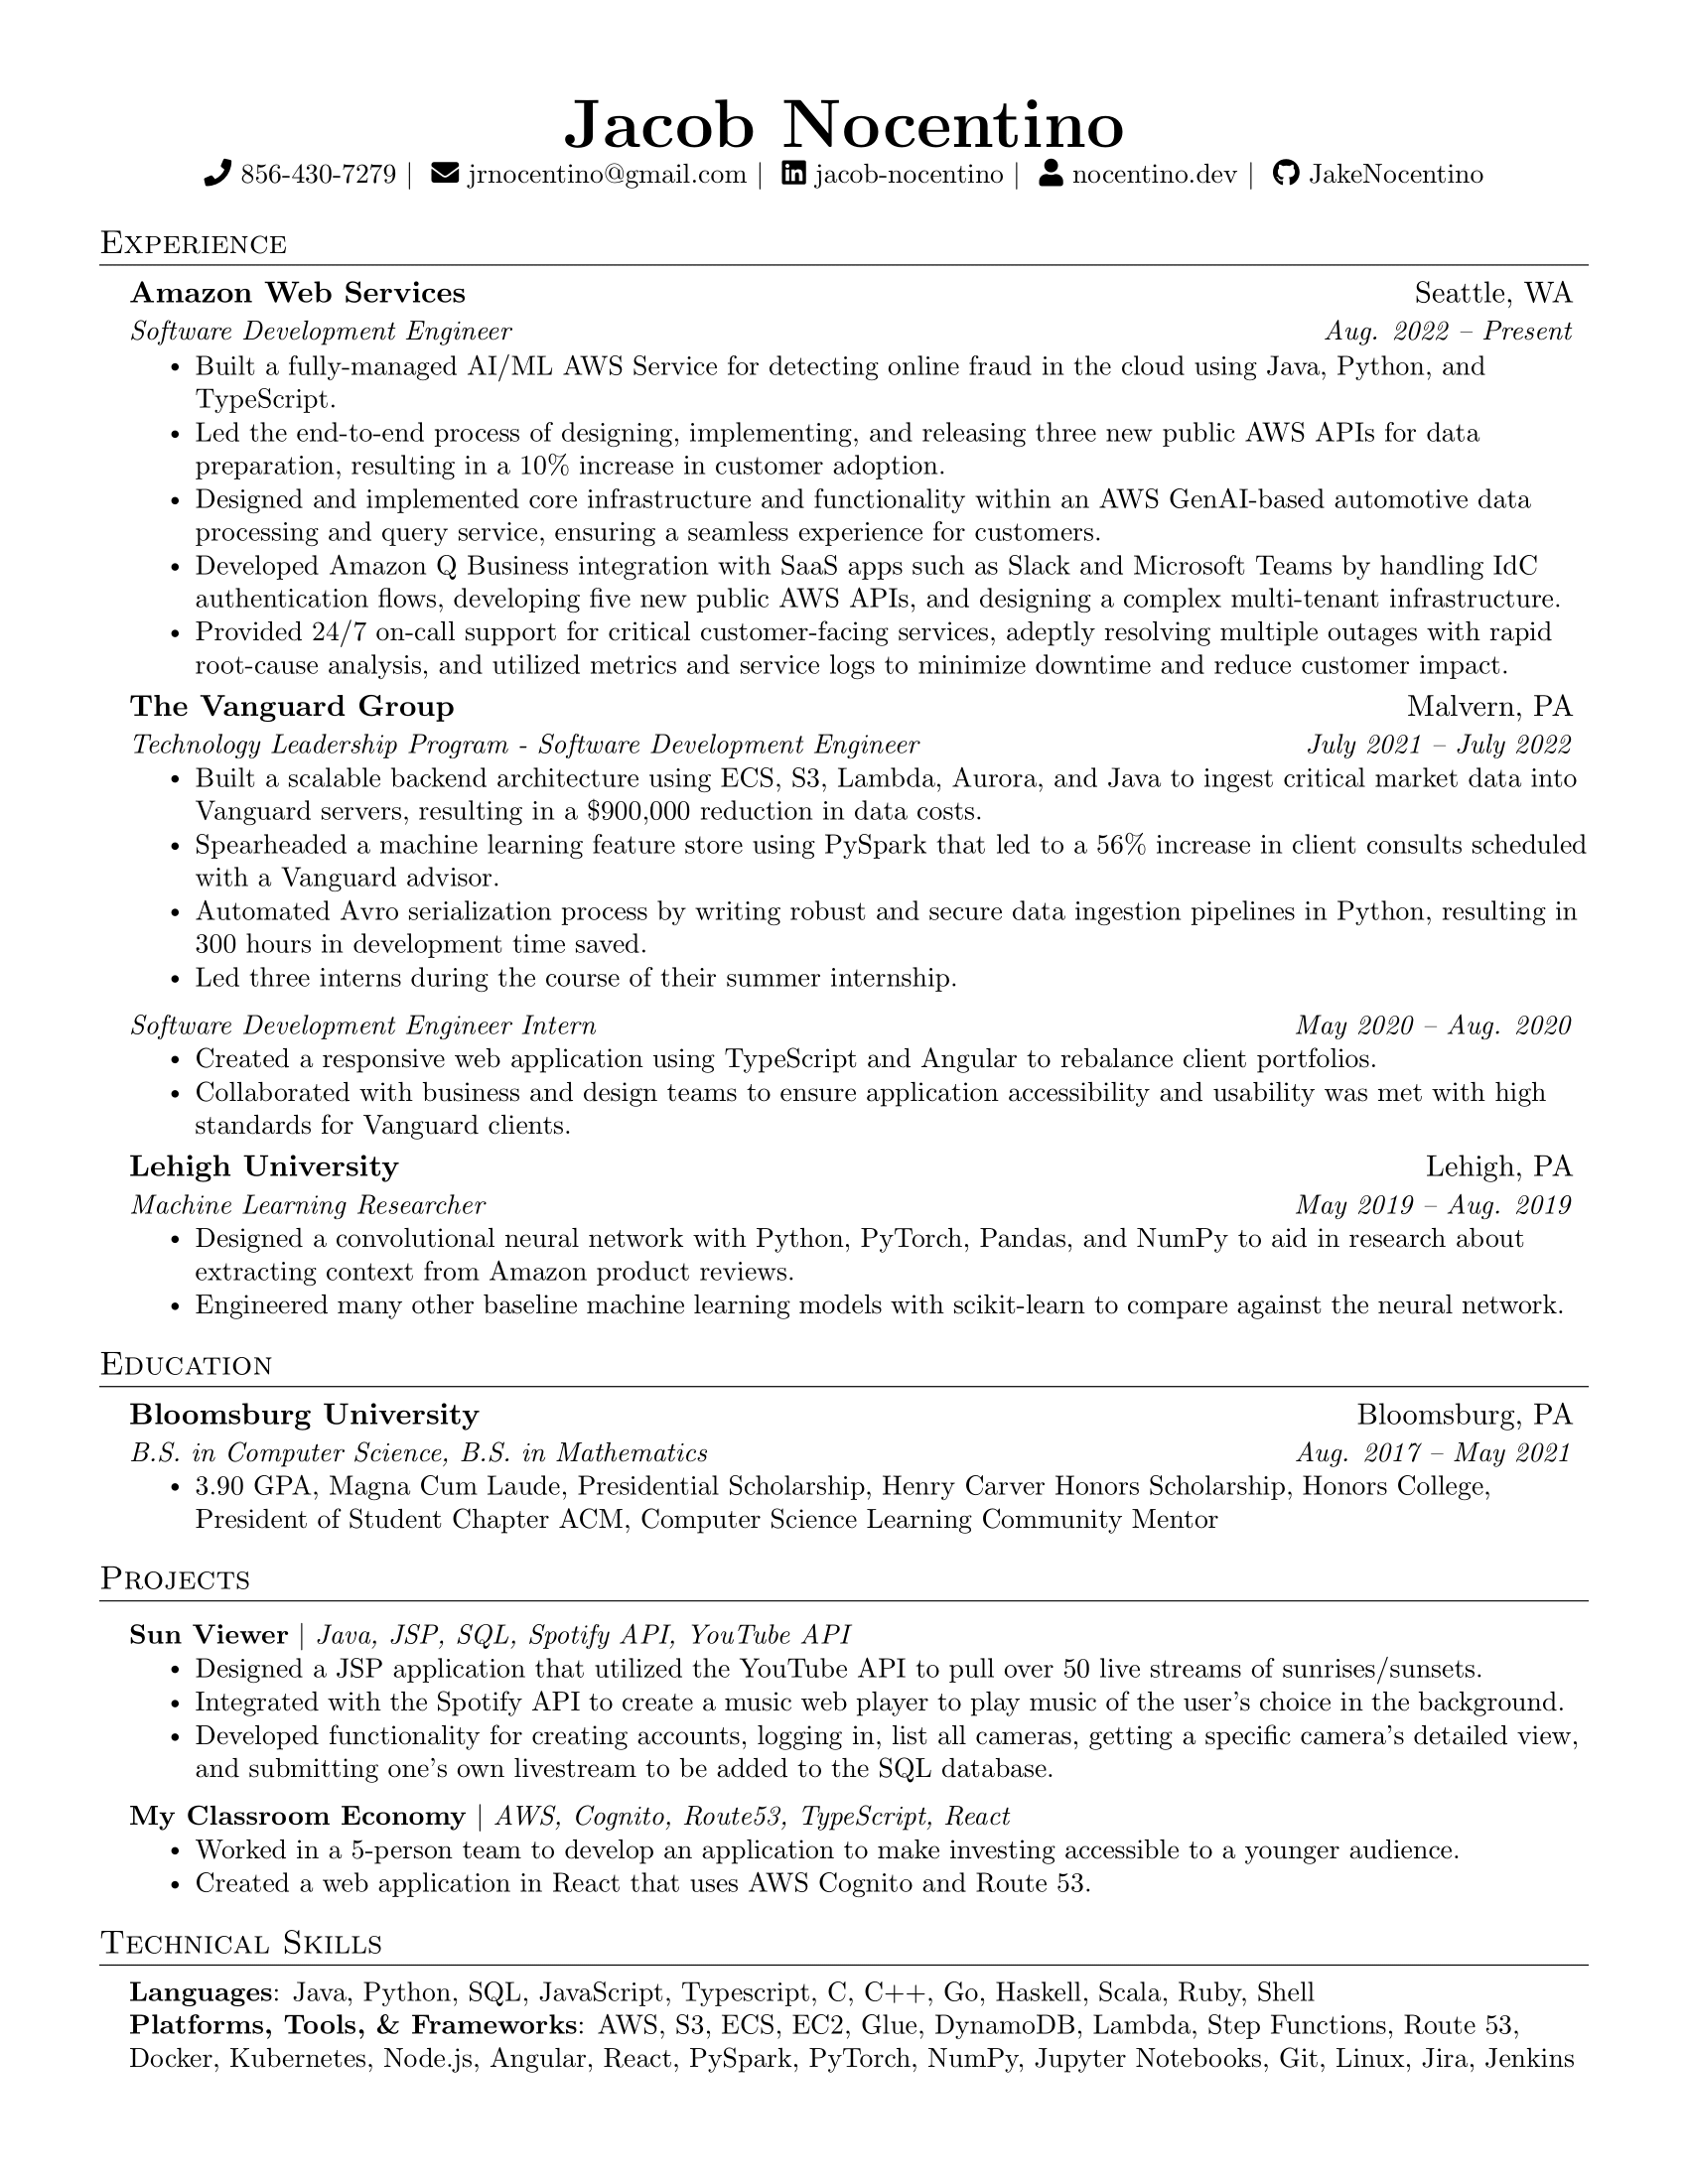 Jacob Nocentino
856-430-7279 | jrnocentino@gmail.com | jacob-nocentino | nocentino.dev | JakeNocentino
Experience
Amazon Web Services Seattle, WA
Software Development Engineer Aug. 2022 – Present
• Built a fully-managed AI/ML AWS Service for detecting online fraud in the cloud using Java, Python, and
TypeScript.
• Led the end-to-end process of designing, implementing, and releasing three new public AWS APIs for data
preparation, resulting in a 10% increase in customer adoption.
• Designed and implemented core infrastructure and functionality within an AWS GenAI-based automotive data
processing and query service, ensuring a seamless experience for customers.
• Developed Amazon Q Business integration with SaaS apps such as Slack and Microsoft Teams by handling IdC
authentication flows, developing five new public AWS APIs, and designing a complex multi-tenant infrastructure.
• Provided 24/7 on-call support for critical customer-facing services, adeptly resolving multiple outages with rapid
root-cause analysis, and utilized metrics and service logs to minimize downtime and reduce customer impact.
The Vanguard Group Malvern, PA
Technology Leadership Program - Software Development Engineer July 2021 – July 2022
• Built a scalable backend architecture using ECS, S3, Lambda, Aurora, and Java to ingest critical market data into
Vanguard servers, resulting in a $900,000 reduction in data costs.
• Spearheaded a machine learning feature store using PySpark that led to a 56% increase in client consults scheduled
with a Vanguard advisor.
• Automated Avro serialization process by writing robust and secure data ingestion pipelines in Python, resulting in
300 hours in development time saved.
• Led three interns during the course of their summer internship.
Software Development Engineer Intern May 2020 – Aug. 2020
• Created a responsive web application using TypeScript and Angular to rebalance client portfolios.
• Collaborated with business and design teams to ensure application accessibility and usability was met with high
standards for Vanguard clients.
Lehigh University Lehigh, PA
Machine Learning Researcher May 2019 – Aug. 2019
• Designed a convolutional neural network with Python, PyTorch, Pandas, and NumPy to aid in research about
extracting context from Amazon product reviews.
• Engineered many other baseline machine learning models with scikit-learn to compare against the neural network.
Education
Bloomsburg University Bloomsburg, PA
B.S. in Computer Science, B.S. in Mathematics Aug. 2017 – May 2021
• 3.90 GPA, Magna Cum Laude, Presidential Scholarship, Henry Carver Honors Scholarship, Honors College,
President of Student Chapter ACM, Computer Science Learning Community Mentor
Projects
Sun Viewer | Java, JSP, SQL, Spotify API, YouTube API
• Designed a JSP application that utilized the YouTube API to pull over 50 live streams of sunrises/sunsets.
• Integrated with the Spotify API to create a music web player to play music of the user's choice in the background.
• Developed functionality for creating accounts, logging in, list all cameras, getting a specific camera's detailed view,
and submitting one's own livestream to be added to the SQL database.
My Classroom Economy | AWS, Cognito, Route53, TypeScript, React
• Worked in a 5-person team to develop an application to make investing accessible to a younger audience.
• Created a web application in React that uses AWS Cognito and Route 53.
Technical Skills
Languages: Java, Python, SQL, JavaScript, Typescript, C, C++, Go, Haskell, Scala, Ruby, Shell
Platforms, Tools, & Frameworks: AWS, S3, ECS, EC2, Glue, DynamoDB, Lambda, Step Functions, Route 53,
Docker, Kubernetes, Node.js, Angular, React, PySpark, PyTorch, NumPy, Jupyter Notebooks, Git, Linux, Jira, Jenkins